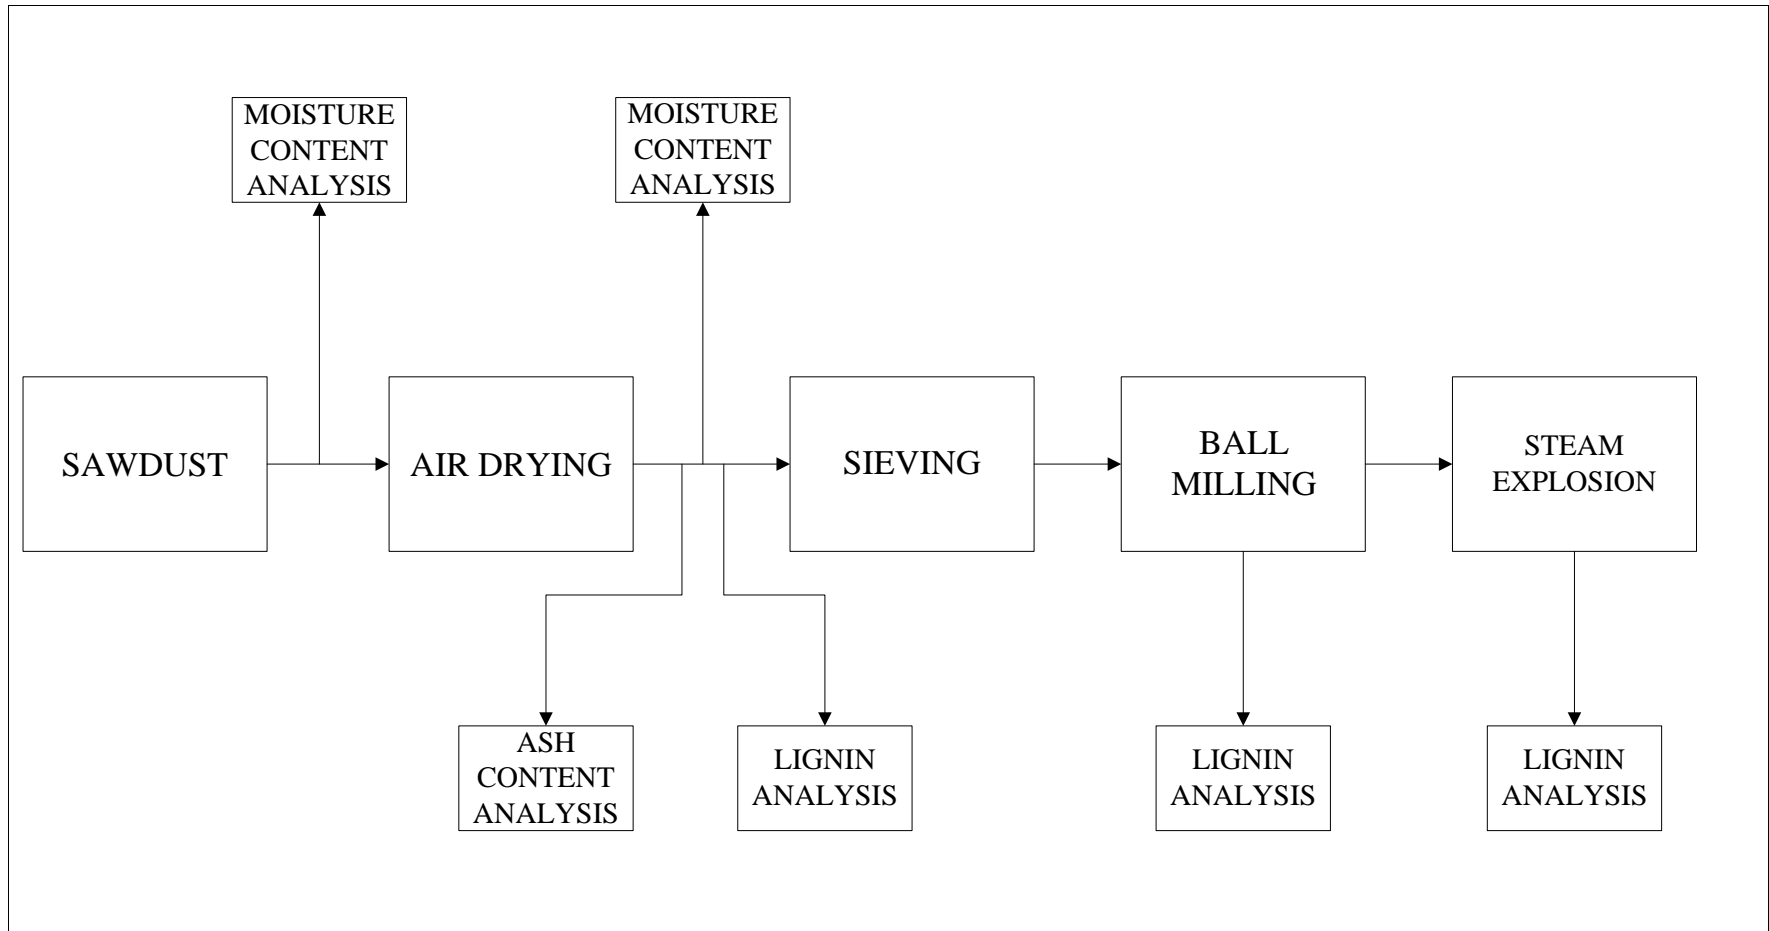 MOISTURE
CONTENT
ANALYSIS
MOISTURE
CONTENT
ANALYSIS
SAWDUST
AIR DRYING
SIEVING
BALL
MILLING
STEAM
EXPLOSION
ASH
CONTENT
ANALYSIS
LIGNIN
ANALYSIS
LIGNIN
ANALYSIS
LIGNIN
ANALYSIS